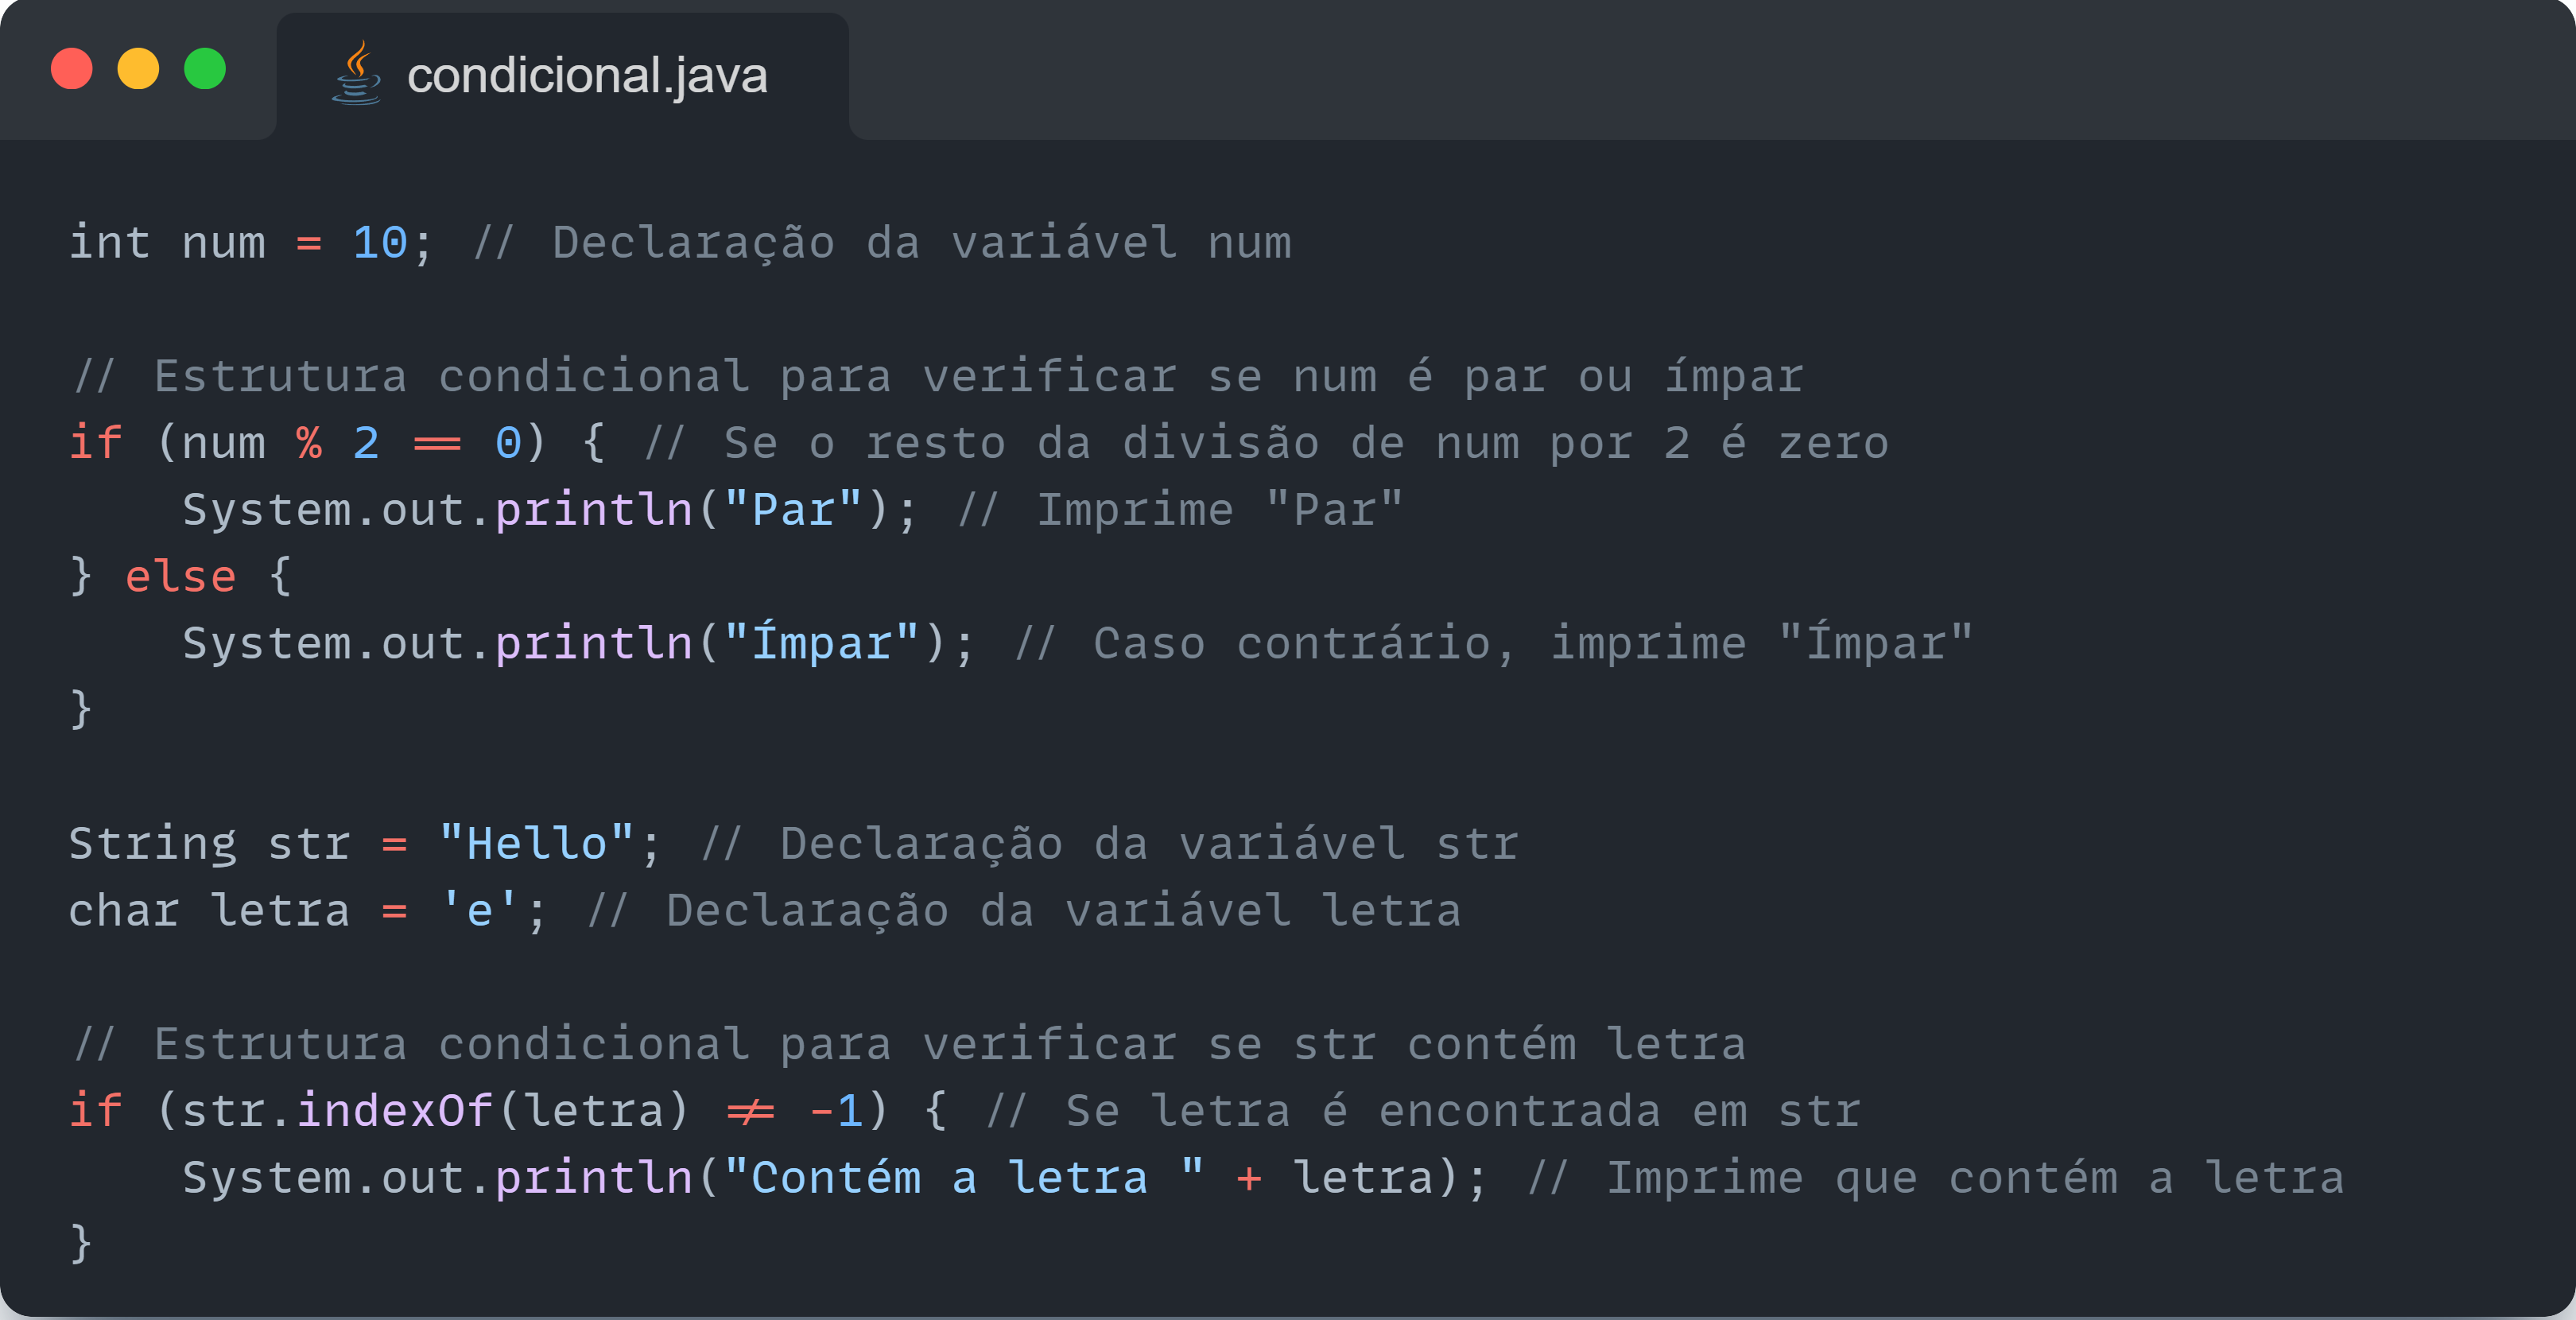 condicional.java
int num = 10; // Declaração da variável num
// Estrutura condicional para verificar se num é par ou ímpar
if (num % 2 == 0) { // Se o resto da divisão de num por 2 é zero
    System.out.println("Par"); // Imprime "Par"
} else {
    System.out.println("Ímpar"); // Caso contrário, imprime "Ímpar"
}
String str = "Hello"; // Declaração da variável str
char letra = 'e'; // Declaração da variável letra
// Estrutura condicional para verificar se str contém letra
if (str.indexOf(letra) != -1) { // Se letra é encontrada em str
    System.out.println("Contém a letra " + letra); // Imprime que contém a letra
}